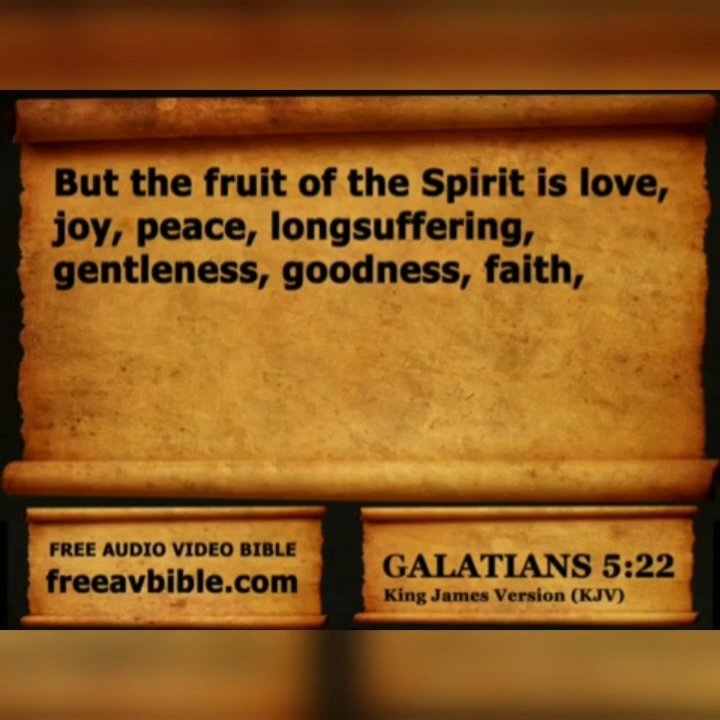 But the fruit of the Spirit is love,
joy, peace, longsuffering,
gentleness, goodness, faith,
FREE AUDIO VIDEO BIBLE
freeavbible.com
GALATIANS 5:22
King James Version (KJV)